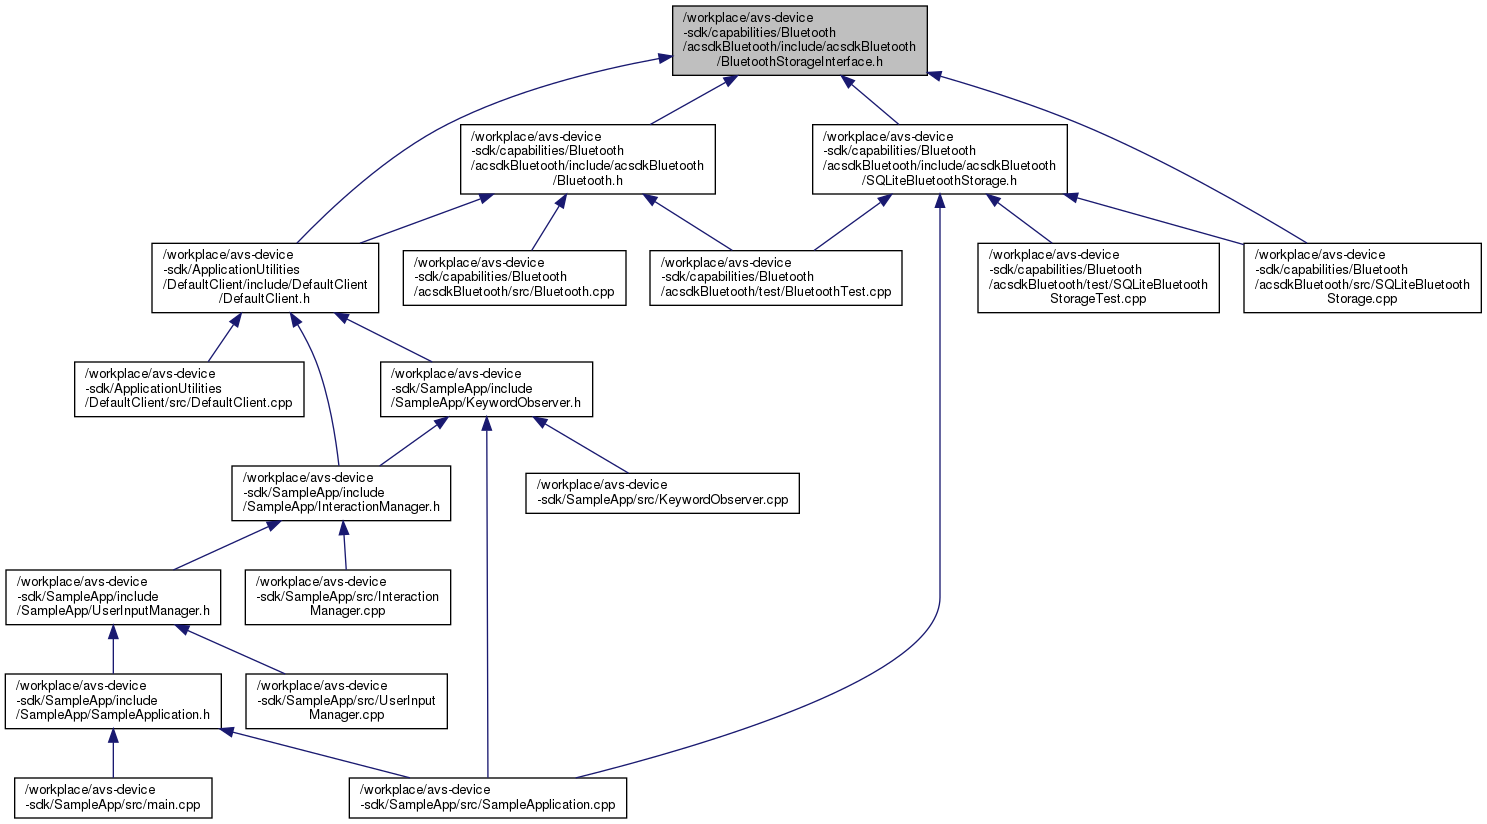 /workplace/avs-device
-sdk/capabilities/Bluetooth
/acsdkBluetooth/include/acsdkBluetooth
/BluetoothStorageInterface.h
/workplace/avs-device
-sdk/capabilities/Bluetooth
/acsdkBluetooth/include/acsdkBluetooth
/Bluetooth.h
/workplace/avs-device
-sdk/capabilities/Bluetooth
/acsdkBluetooth/include/acsdkBluetooth
/SQLiteBluetoothStorage.h
/workplace/avs-device
-sdk/ApplicationUtilities
/DefaultClient/include/DefaultClient
/DefaultClient.h
/workplace/avs-device
-sdk/capabilities/Bluetooth
/acsdkBluetooth/src/Bluetooth.cpp
/workplace/avs-device
-sdk/capabilities/Bluetooth
/acsdkBluetooth/test/BluetoothTest.cpp
/workplace/avs-device
-sdk/capabilities/Bluetooth
/acsdkBluetooth/test/SQLiteBluetooth
StorageTest.cpp
/workplace/avs-device
-sdk/capabilities/Bluetooth
/acsdkBluetooth/src/SQLiteBluetooth
Storage.cpp
/workplace/avs-device
-sdk/ApplicationUtilities
/DefaultClient/src/DefaultClient.cpp
/workplace/avs-device
-sdk/SampleApp/include
/SampleApp/KeywordObserver.h
/workplace/avs-device
-sdk/SampleApp/include
/SampleApp/InteractionManager.h
/workplace/avs-device
-sdk/SampleApp/src/KeywordObserver.cpp
/workplace/avs-device
-sdk/SampleApp/include
/SampleApp/UserInputManager.h
/workplace/avs-device
-sdk/SampleApp/src/Interaction
Manager.cpp
/workplace/avs-device
-sdk/SampleApp/include
/SampleApp/SampleApplication.h
/workplace/avs-device
-sdk/SampleApp/src/UserInput
Manager.cpp
/workplace/avs-device
-sdk/SampleApp/src/main.cpp
/workplace/avs-device
-sdk/SampleApp/src/SampleApplication.cpp